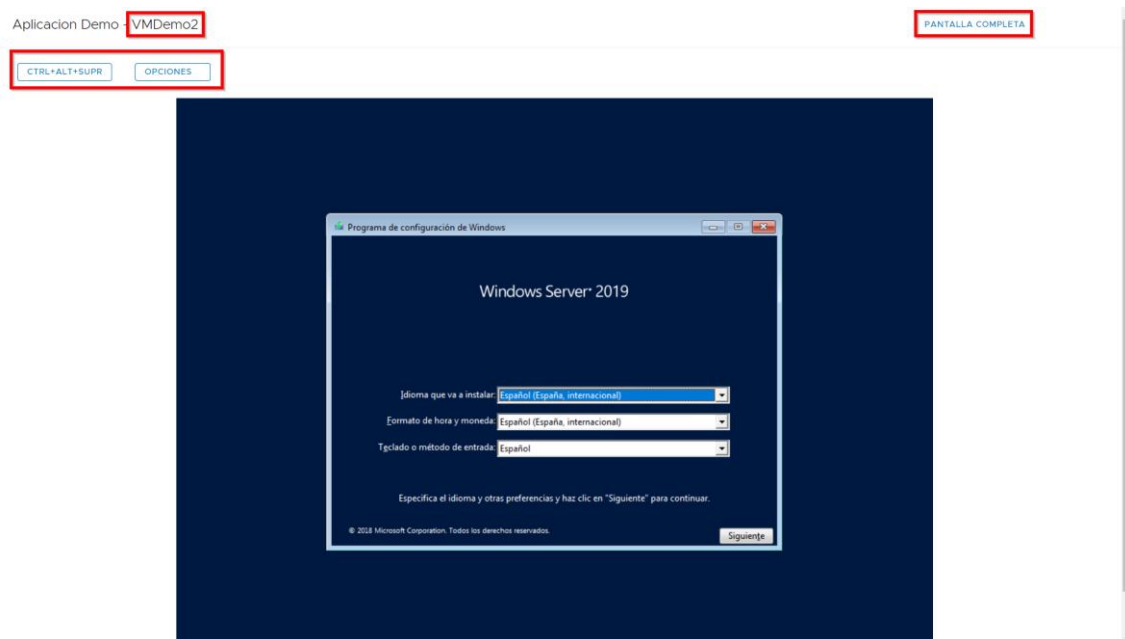 Aplicacion Demo - VMDemo2
PANTALLA COMPLETA
CTRL+ALT+SUPR
OPCIONES
Programa de configuración de Windows
Windows Server® 2019
Idioma que va a instalar: Español (España, internacional)
Formato de hora y moneda: Español (España, internacional)
Teclado o método de entrada: Español
Especifica el idioma y otras preferencias y haz clic en "Siguiente" para continuar.
© 2018 Microsoft Corporation. Todos los derechos reservados.
Siguiente